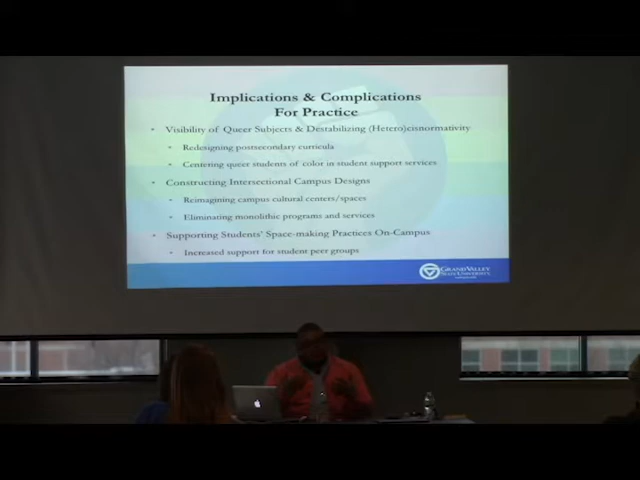 Implications & Complications
For Practice
• Visibility of Queer Subjects & Destabilizing (Hetero)cisnormativity
• Redesigning postsecondary curricula
• Centering queer students of color in student support services
• Constructing Intersectional Campus Designs
• Reimagining campus cultural centers/spaces
• Eliminating monolithic programs and services
• Supporting Students' Space-making Practices On-Campus
• Increased support for student peer groups
GRAND VALLEY
STATE UNIVERSITY